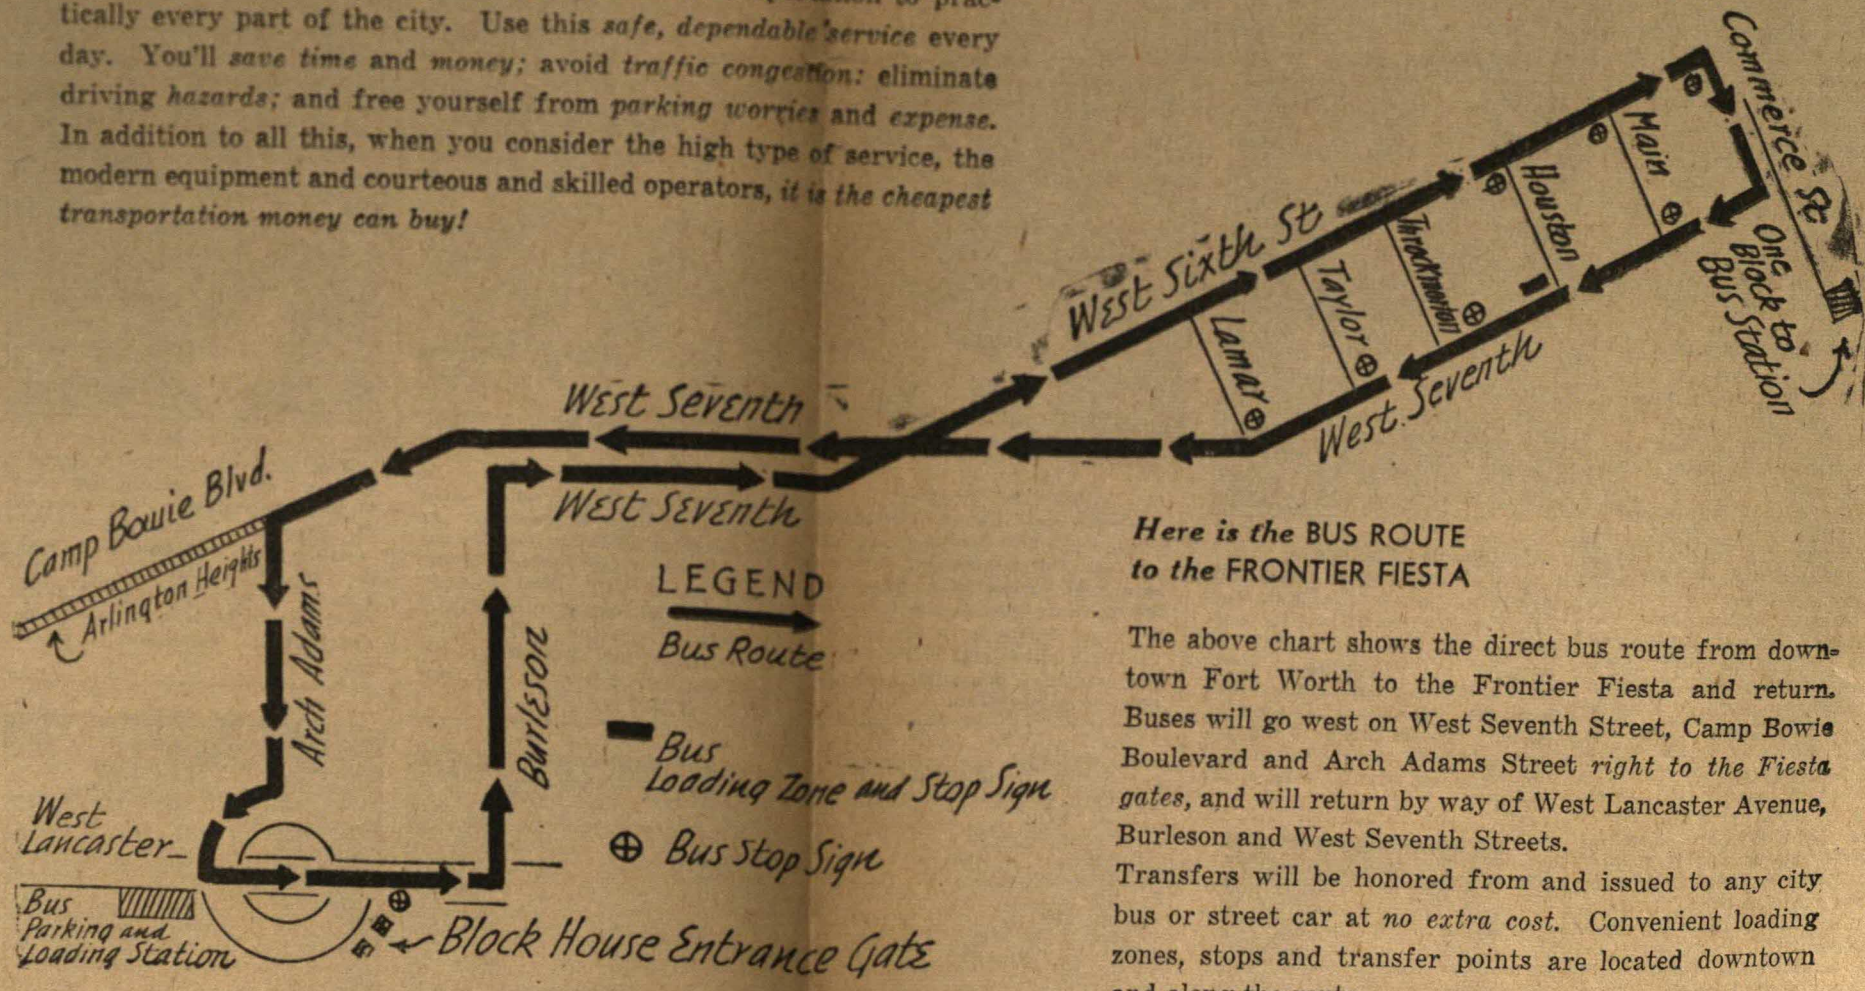 tically every part of the city. Use this safe, dependable service every
day. You'll save time and money; avoid traffic congestion: eliminate
driving hazards; and free yourself from parking worries and expense.
In addition to all this, when you consider the high type of service, the
modern equipment and courteous and skilled operators, it is the cheapest
transportation money can buy!
Commerce St
Main
Houston
Throckmorton
Taylor
Lamar
West Sixth St
One
Block to
Bus Station
West Seventh
West Seventh
West Seventh
Camp Bowie Blvd.
Arlington Heights
Arch Adams
Burleson
LEGEND
Bus Route
Bus
Loading Zone and Stop Sign
Bus Stop Sign
West
Lancaster
Bus
Parking and
Loading Station
Block House Entrance Gate
Here is the BUS ROUTE
to the FRONTIER FIESTA
The above chart shows the direct bus route from down-
town Fort Worth to the Frontier Fiesta and return.
Buses will go west on West Seventh Street, Camp Bowie
Boulevard and Arch Adams Street right to the Fiesta
gates, and will return by way of West Lancaster Avenue,
Burleson and West Seventh Streets.
Transfers will be honored from and issued to any city
bus or street car at no extra cost. Convenient loading
zones, stops and transfer points are located downtown